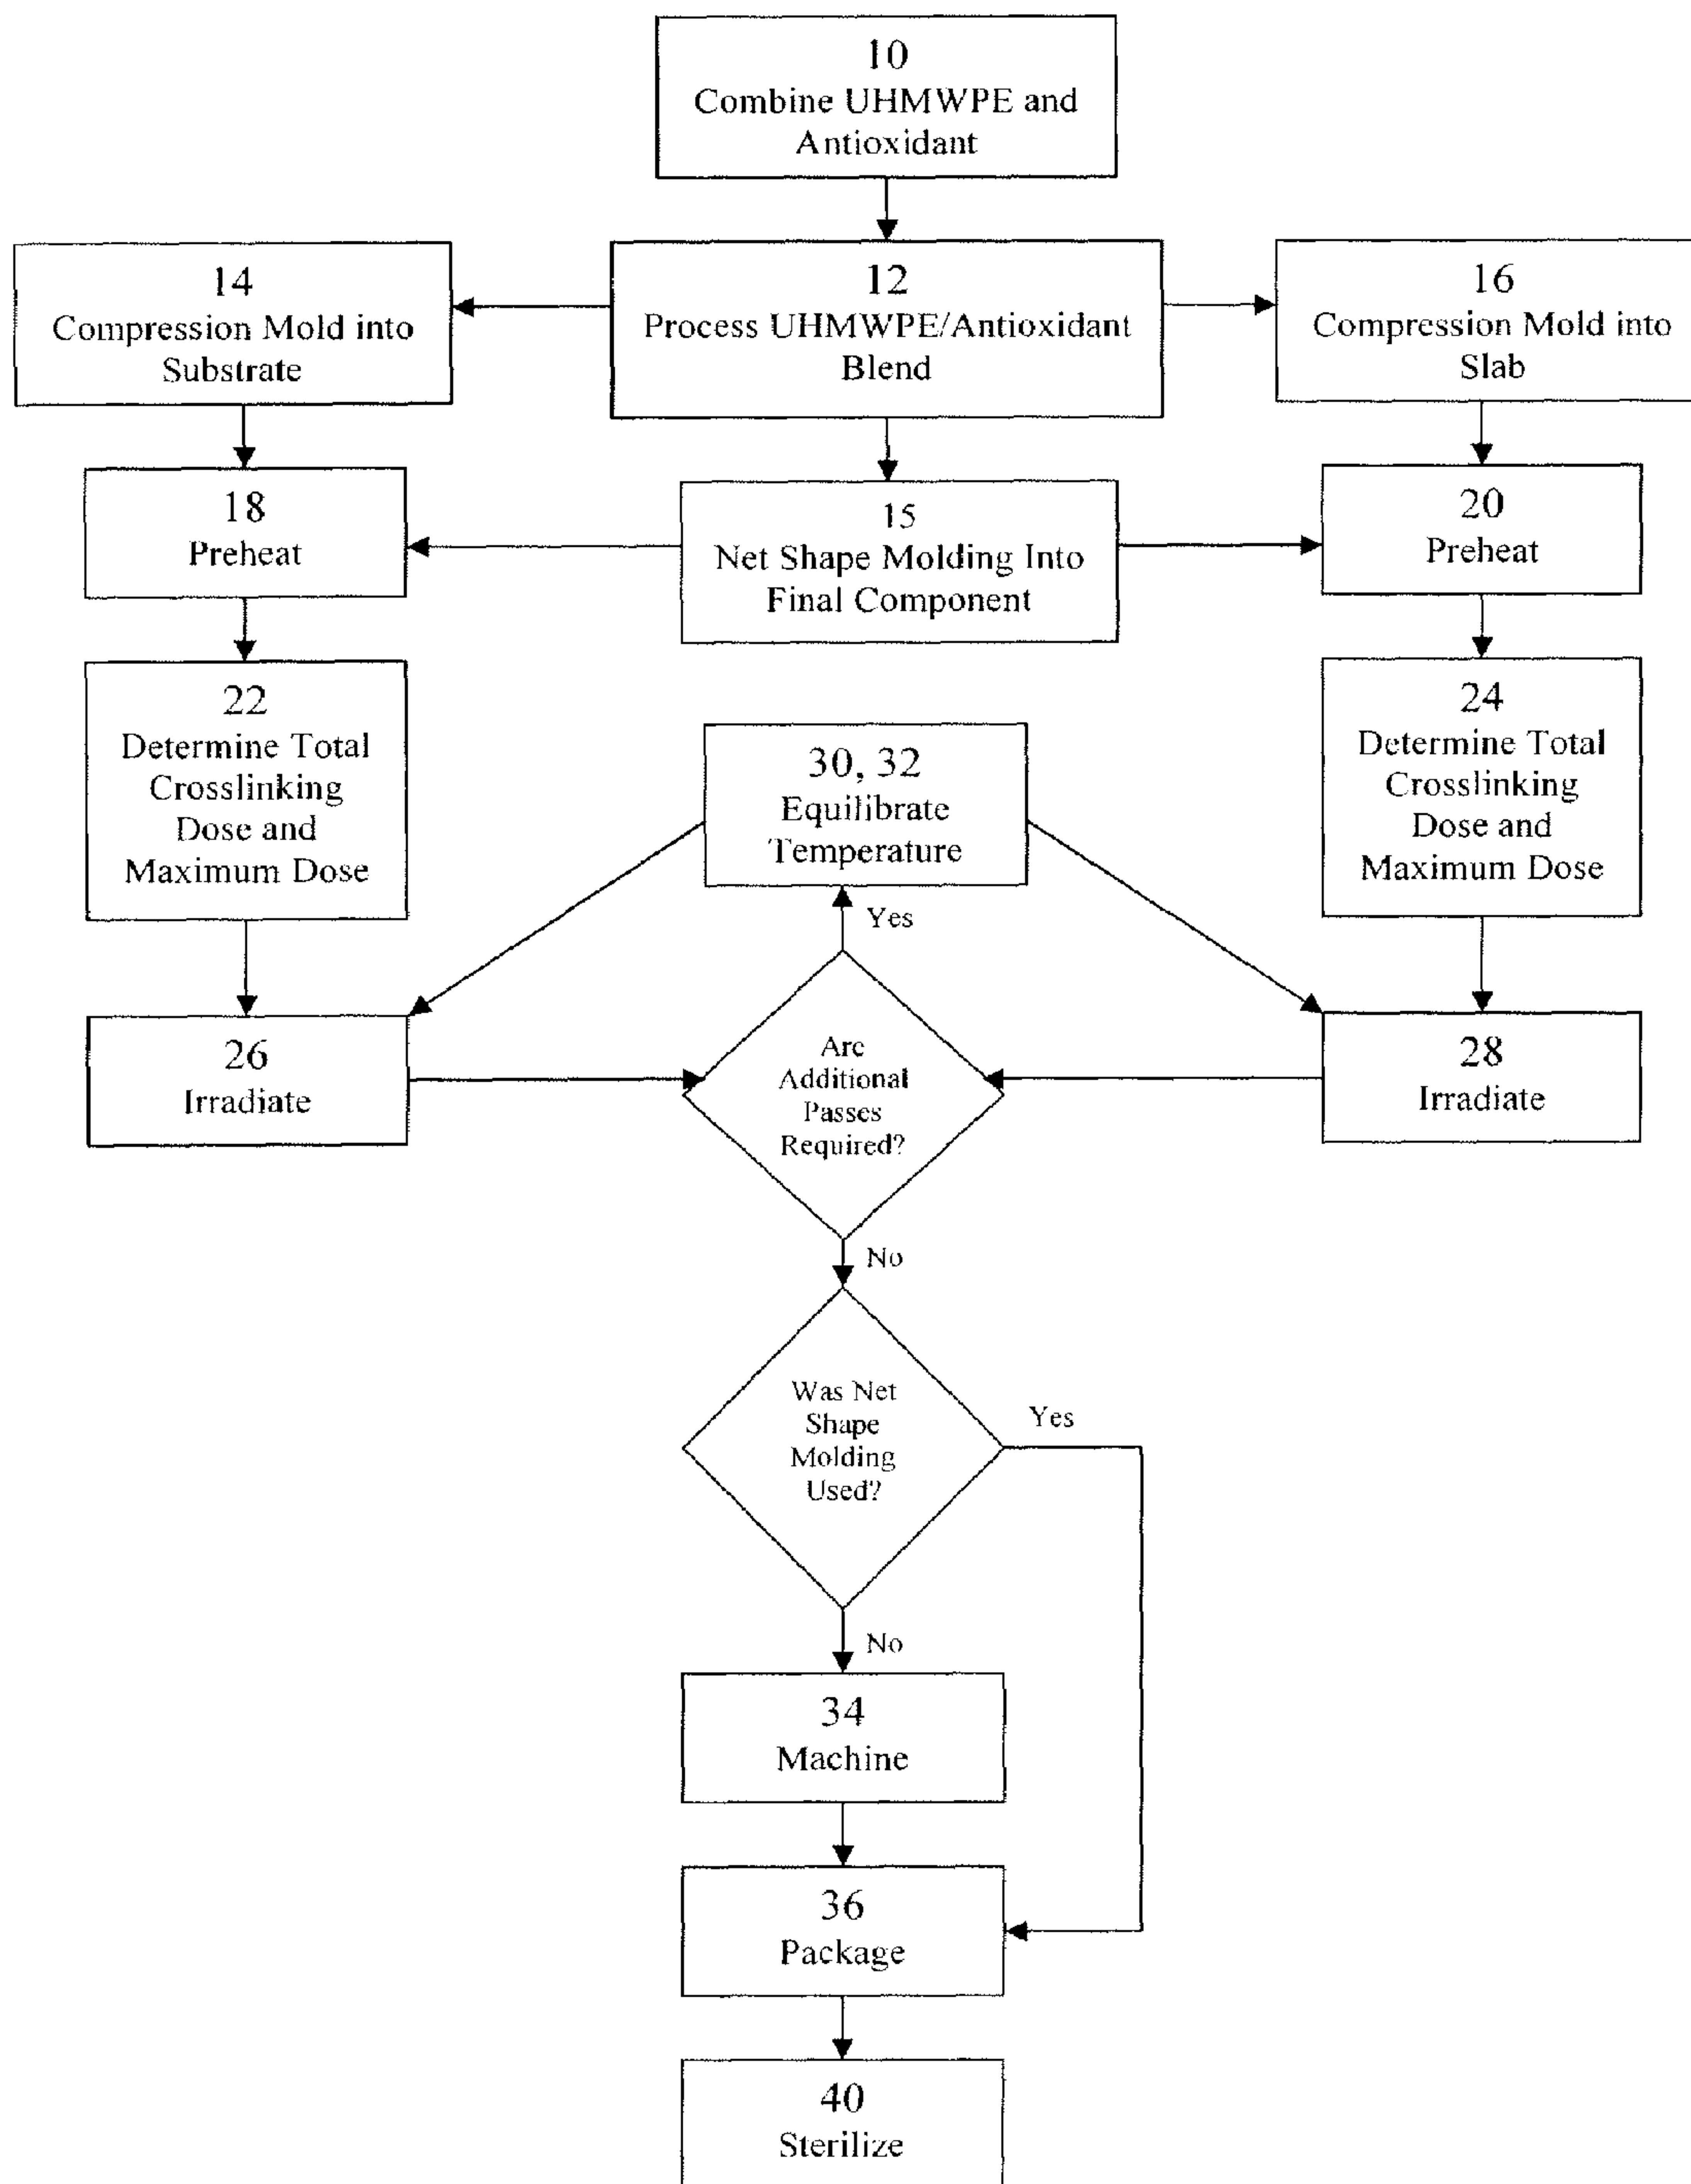 10
Combine UHMWPE and
Antioxidant
14
Compression Mold into
Substrate
12
Process UHMWPE/Antioxidant
Blend
16
Compression Mold into
Slab
18
Preheat
15
Net Shape Molding Into
Final Component
20
Preheat
22
Determine Total
Crosslinking
Dose and
Maximum Dose
30, 32
Equilibrate
Temperature
24
Determine Total
Crosslinking
Dose and
Maximum Dose
Yes
26
Irradiate
Are
Additional
Passes
Required?
28
Irradiate
No
Was Net
Shape
Molding
Used?
Yes
No
34
Machine
36
Package
40
Sterilize